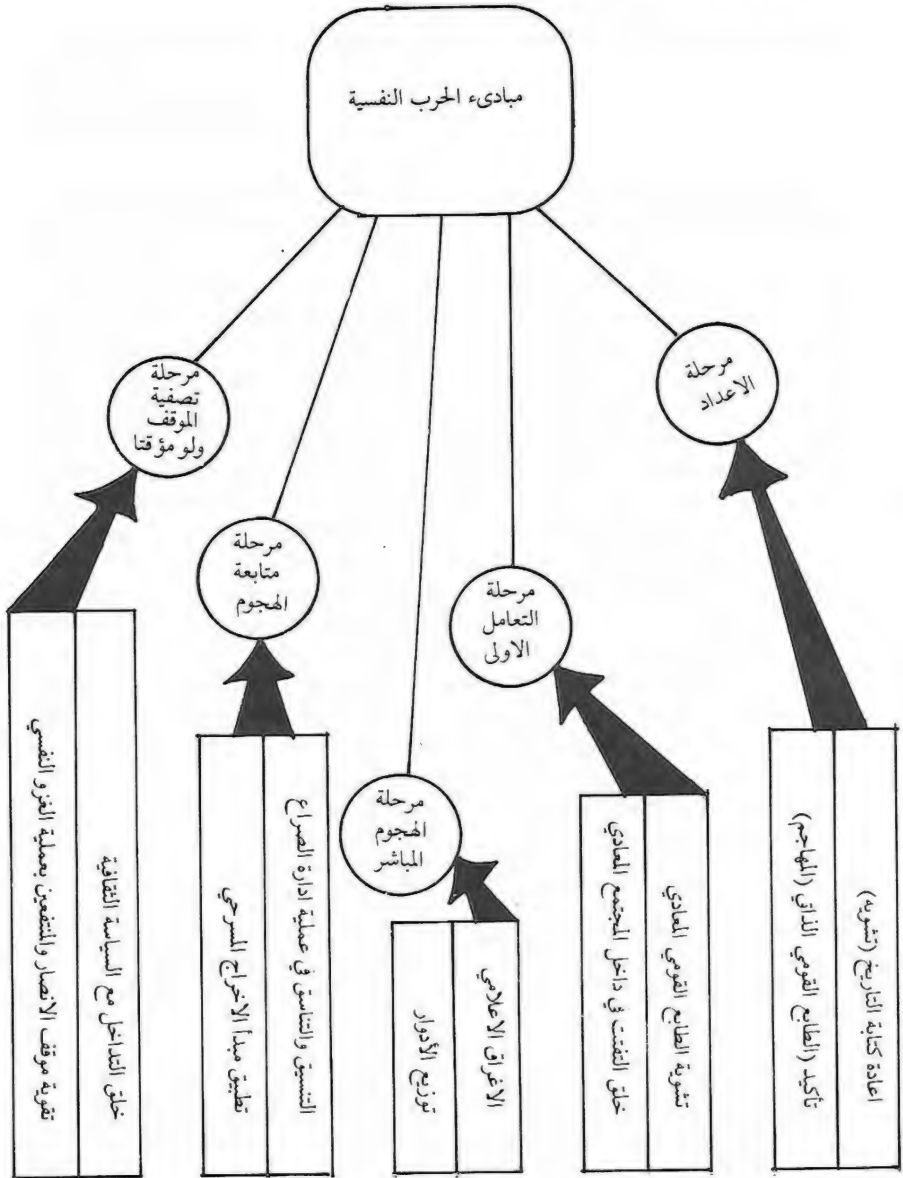 مبادىء الحرب النفسية
مرحلة
الاعداد
اعادة كتابة التاريخ (تشويه)
تأكيد (الطابع القومي الذاتي (المهاجم)
مرحلة
التعامل
الاولى
تشوية الطابع القومي المعادي
خلق التفتت في داخل المجتمع المعادي
مرحلة
الهجوم
المباشر
الاغراق الاعلامي
توزيع الأدوار
مرحلة
متابعة
الهجوم
التنسيق والتناسق في عملية ادارة الصراع
تطبيق مبدأ الاخراج المسرحي
مرحلة
تصفية
الموقف
ولو مؤقتا
خلق التداخل مع السياسة الثقافية
تقوية موقف الانصار والمنتفعين بعملية الغزو النفسي